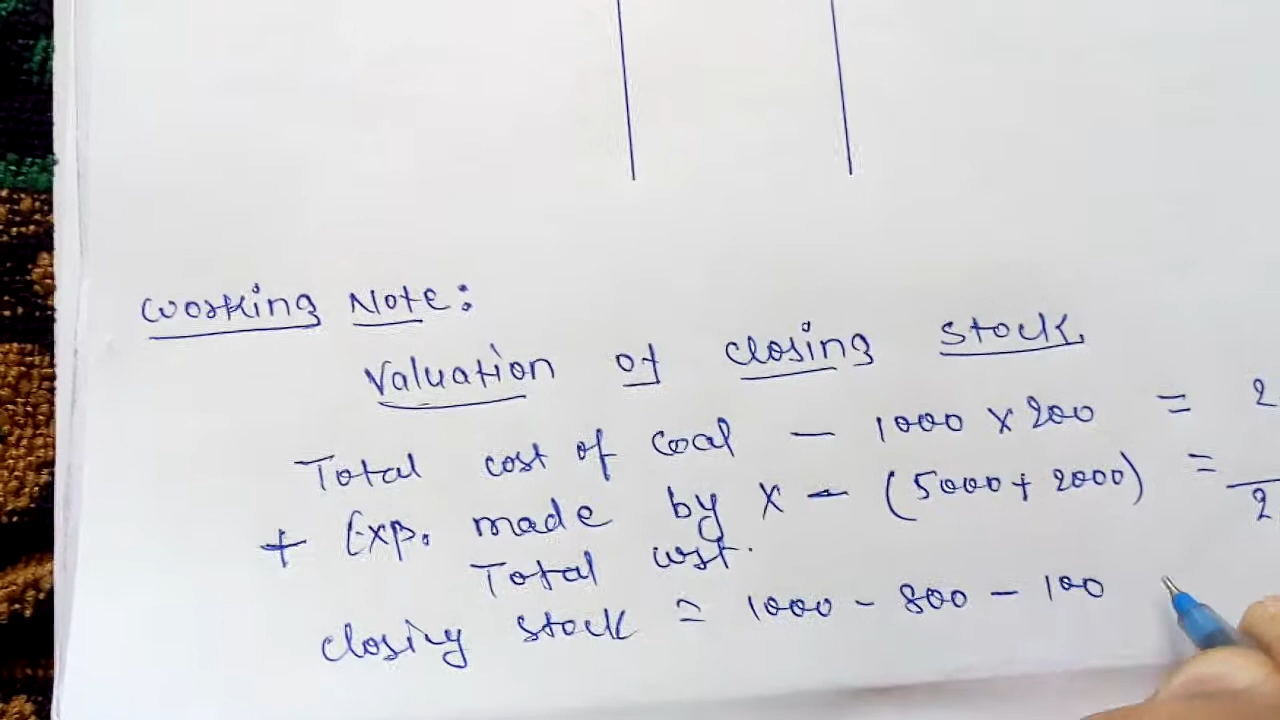 Working Note:
Valuation of closing stock
Total cost of coal - 1000 x 200 = 2
+ Exp. made by X - (5000 + 2000) =
Total cost. 2
closing stock = 1000 - 800 - 100